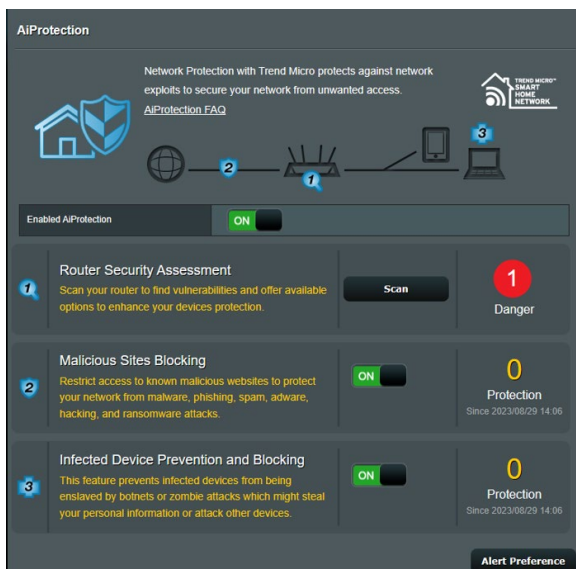 AiProtection
Network Protection with Trend Micro protects against network
exploits to secure your network from unwanted access.
AiProtection FAQ
TREND MICRO™
SMART
HOME
NETWORK
3
2
1
Enabled AiProtection
ON
1
Router Security Assessment
Scan your router to find vulnerabilities and offer available
options to enhance your devices protection.
Scan
1
Danger
2
Malicious Sites Blocking
Restrict access to known malicious websites to protect
your network from malware, phishing, spam, adware,
hacking, and ransomware attacks.
ON
0
Protection
Since 2023/08/29 14:06
3
Infected Device Prevention and Blocking
This feature prevents infected devices from being
enslaved by botnets or zombie attacks which might steal
your personal information or attack other devices.
ON
0
Protection
Since 2023/08/29 14:06
Alert Preference